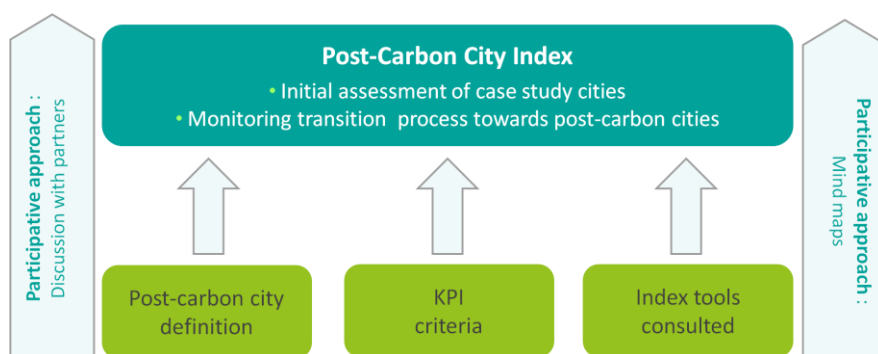 Participative approach :
Discussion with partners
Post-Carbon City Index
• Initial assessment of case study cities
• Monitoring transition process towards post-carbon cities
Post-carbon city
definition
KPI
criteria
Index tools
consulted
Participative approach :
Mind maps